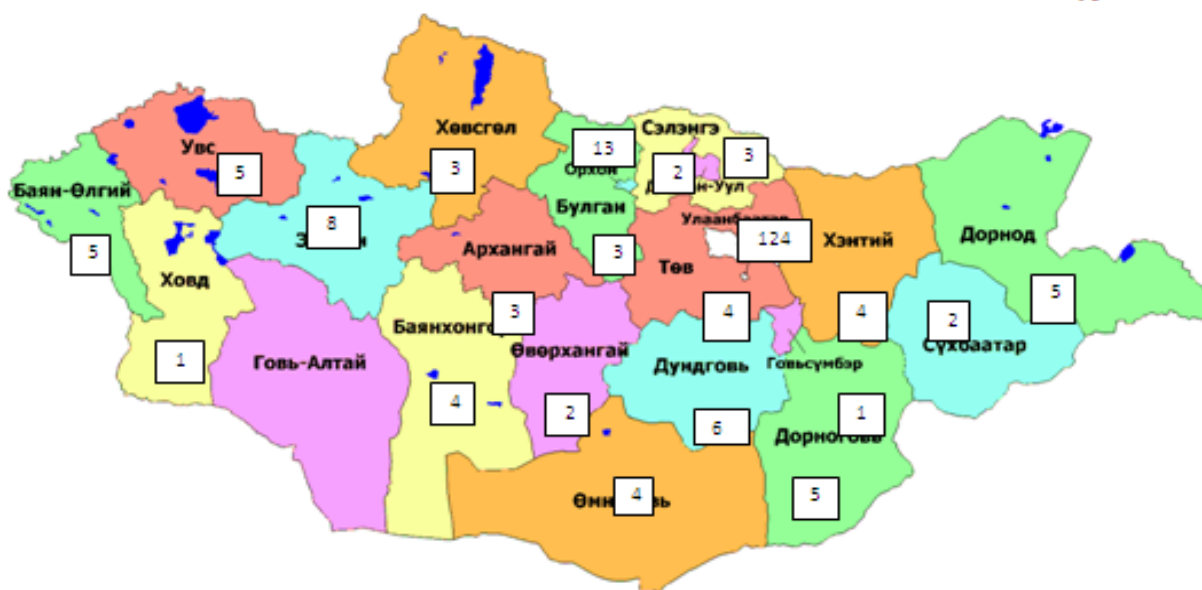 Хөвсгөл
Сэлэнгэ
Увс
13
3
5
3
2
Орхон
Баян-Өлгий
Булган
8
124
Хэнтий
Дорнод
Архангай
Төв
5
3
Ховд
5
3
4
4
2
Өвөрхангай
Сүхбаатар
1
Говь-Алтай
Дундговь
Говьсүмбэр
4
2
6
1
4
5